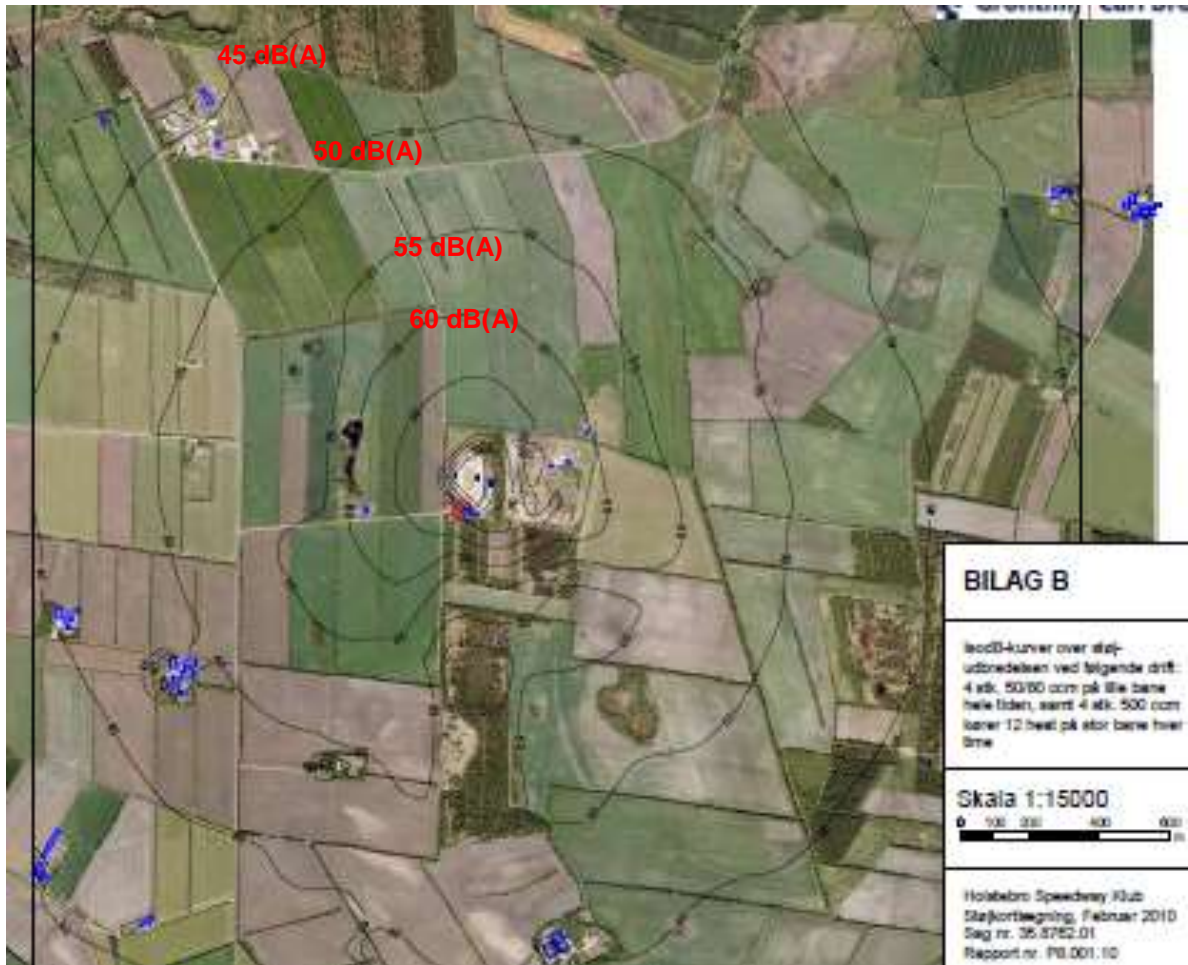 45 dB(A)
50 dB(A)
55 dB(A)
60 dB(A)
BILAG B
IsodB-kurver over støj-
udbredelsen ved følgende drift:
4 stk. 50/80 ccm på lille bane
hele tiden, samt 4 stk. 500 ccm
kører 12 heat på stor bane hver
time
Skala 1:15000
0 100 200 400 600
m
Holstebro Speedway Klub
Støjkortlægning, Februar 2010
Sag nr. 35.8762.01
Rapport nr. P8.001.10